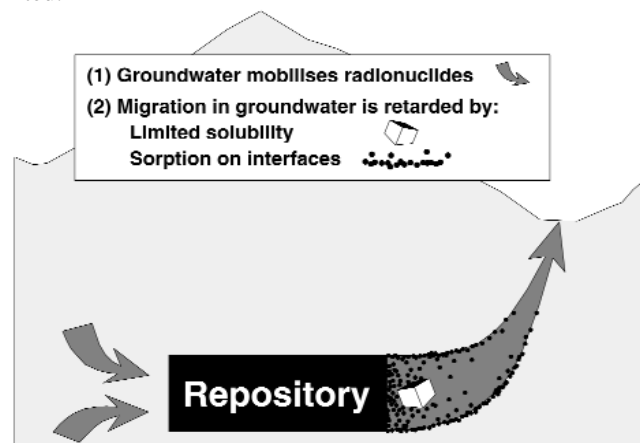 (1) Groundwater mobilises radionuclides
(2) Migration in groundwater is retarded by:
Limited solubility
Sorption on interfaces
Repository